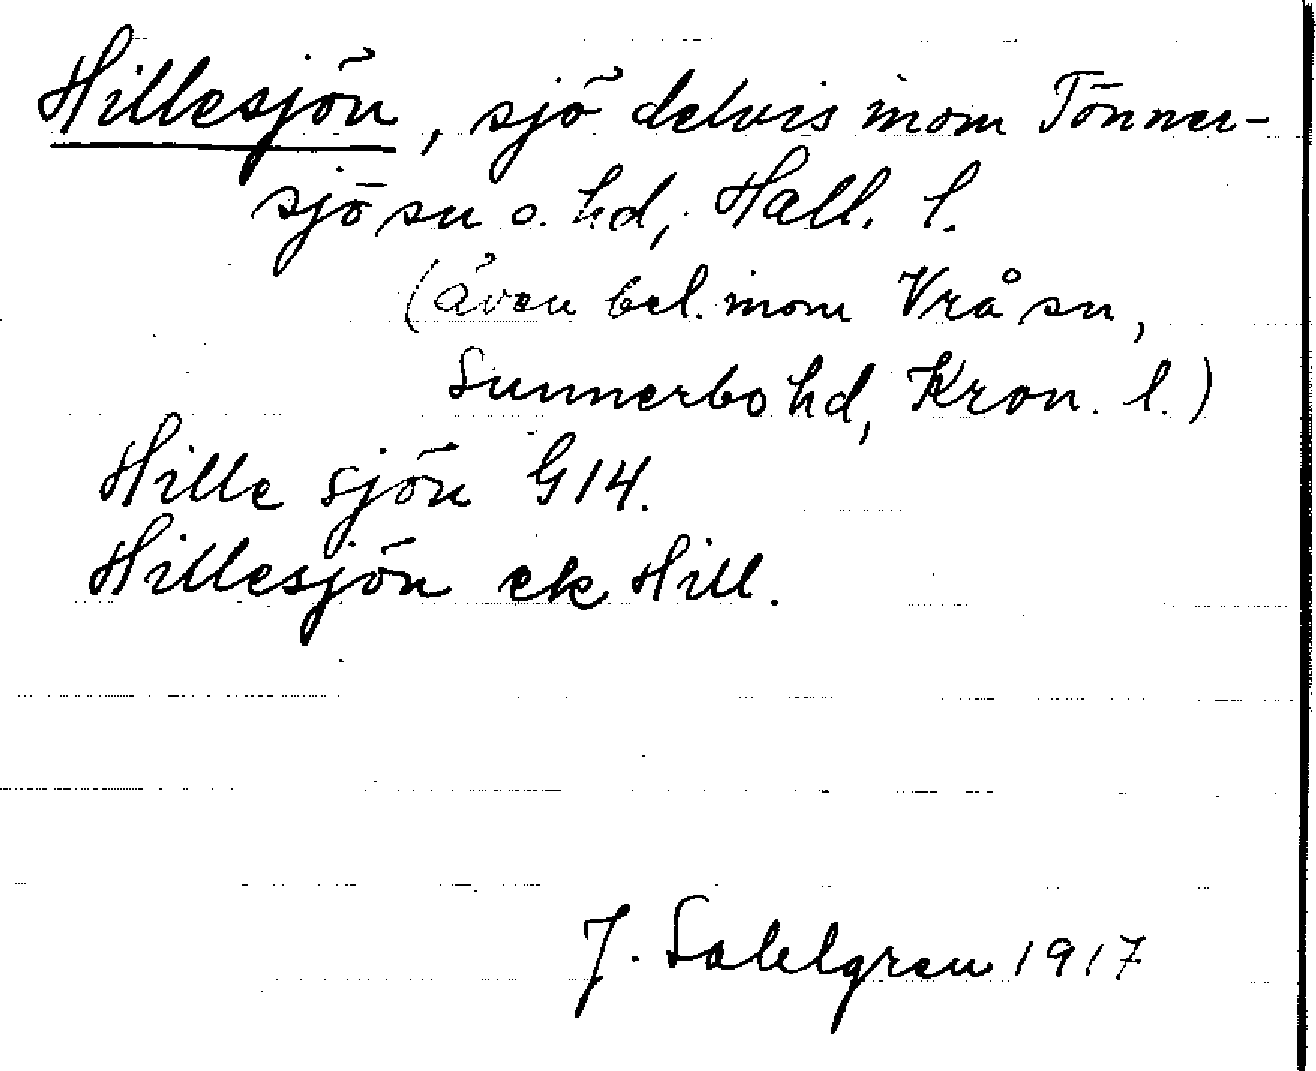 Hillesjön, sjö delvis inom Tönner-
sjö sn o. hd, Hall. l.
(även bel. inom Vrå sn,
Sunnerbo hd, Kron. l.)
Hille sjön G14.
Hillesjön ek Hill.
J. Sahlgren 1917